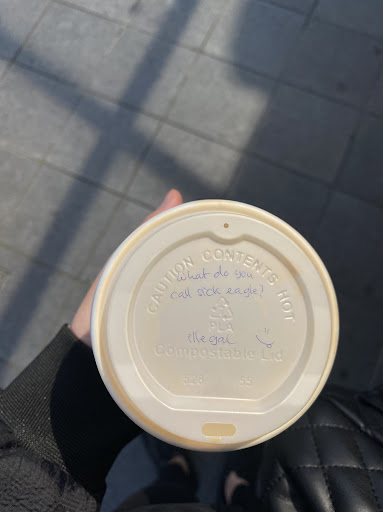 CAUTION CONTENTS HOT
What do you
call sick eagle?
PLA
Illegal
Compostable Lid